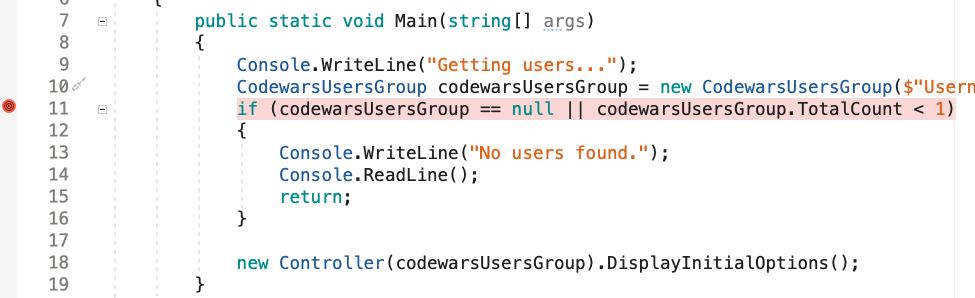 7 public static void Main(string[] args)
8 {
9 Console.WriteLine("Getting users...");
10 CodewarsUsersGroup codewarsUsersGroup = new CodewarsUsersGroup($"Usern
11 if (codewarsUsersGroup == null || codewarsUsersGroup.TotalCount < 1)
12 {
13 Console.WriteLine("No users found.");
14 Console.ReadLine();
15 return;
16 }
17
18 new Controller(codewarsUsersGroup).DisplayInitialOptions();
19 }